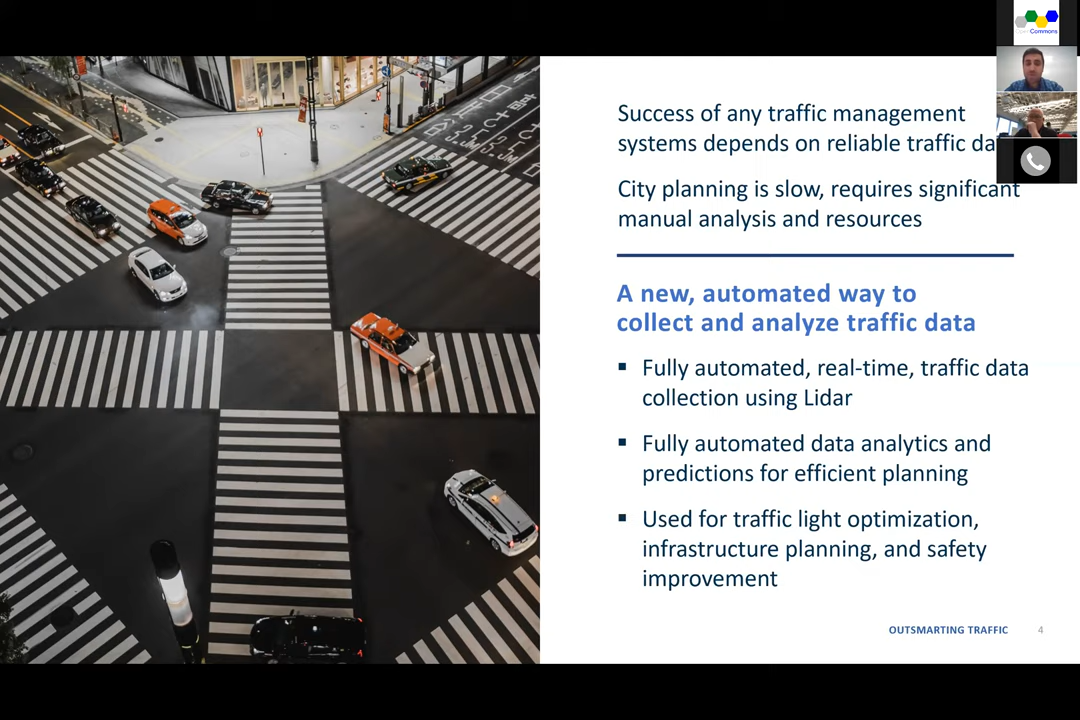 Open Commons
Success of any traffic management
systems depends on reliable traffic da
City planning is slow, requires significant
manual analysis and resources
A new, automated way to
collect and analyze traffic data
▪ Fully automated, real-time, traffic data
collection using Lidar
▪ Fully automated data analytics and
predictions for efficient planning
▪ Used for traffic light optimization,
infrastructure planning, and safety
improvement
OUTSMARTING TRAFFIC 4